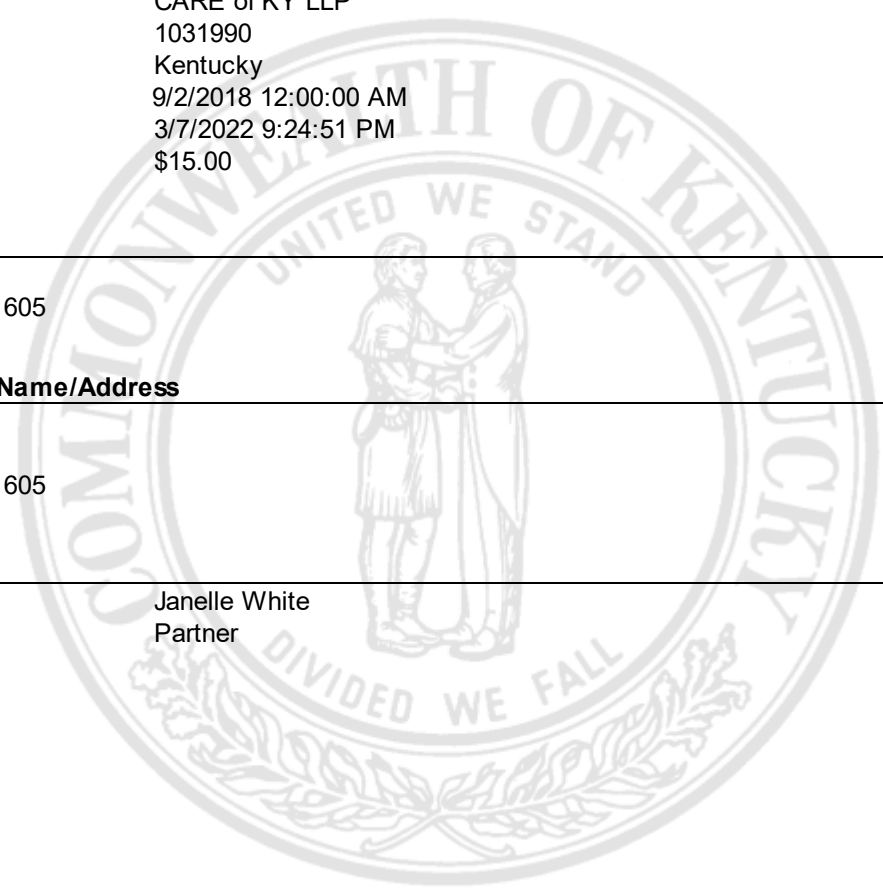 CARE of KY LLP
1031990
Kentucky
9/2/2018 12:00:00 AM
3/7/2022 9:24:51 PM
$15.00
605
Name/Address
605
Janelle White
Partner
COMMONWEALTH OF KENTUCKY
UNITED WE STAND
DIVIDED WE FALL